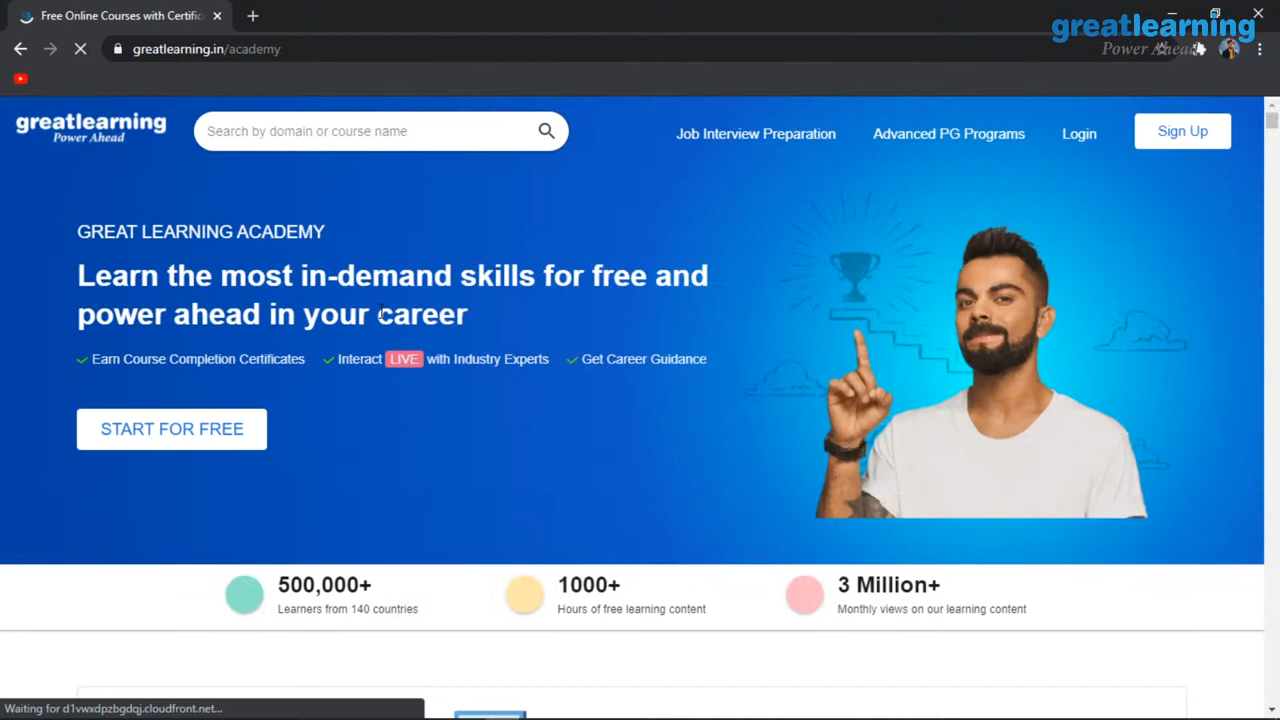 Free Online Courses with Certific
greatlearning.in/academy
greatlearning
Power Ahead
greatlearning
Power Ahead
Search by domain or course name
Job Interview Preparation
Advanced PG Programs
Login
Sign Up
GREAT LEARNING ACADEMY
Learn the most in-demand skills for free and
power ahead in your career
Earn Course Completion Certificates
Interact LIVE with Industry Experts
Get Career Guidance
START FOR FREE
500,000+
Learners from 140 countries
1000+
Hours of free learning content
3 Million+
Monthly views on our learning content
Waiting for d1vwxdpzbgdqj.cloudfront.net...